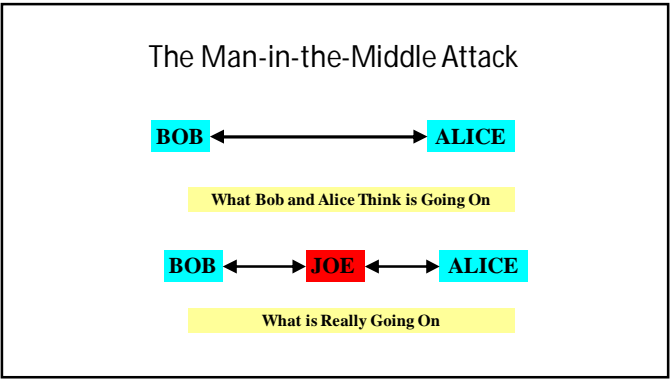 The Man-in-the-Middle Attack
BOB ALICE
What Bob and Alice Think is Going On
BOB JOE ALICE
What is Really Going On